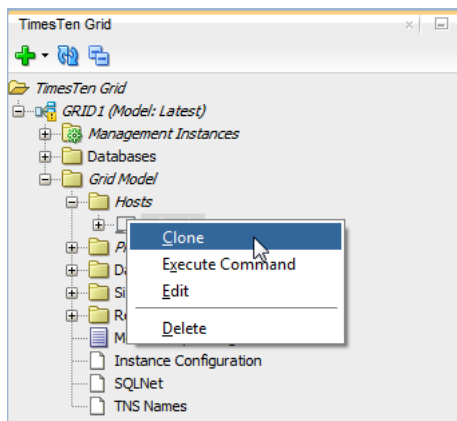 TimesTen Grid
TimesTen Grid
GRID1 (Model: Latest)
Management Instances
Databases
Grid Model
Hosts
Clone
Execute Command
Edit
Delete
Instance Configuration
SQLNet
TNS Names